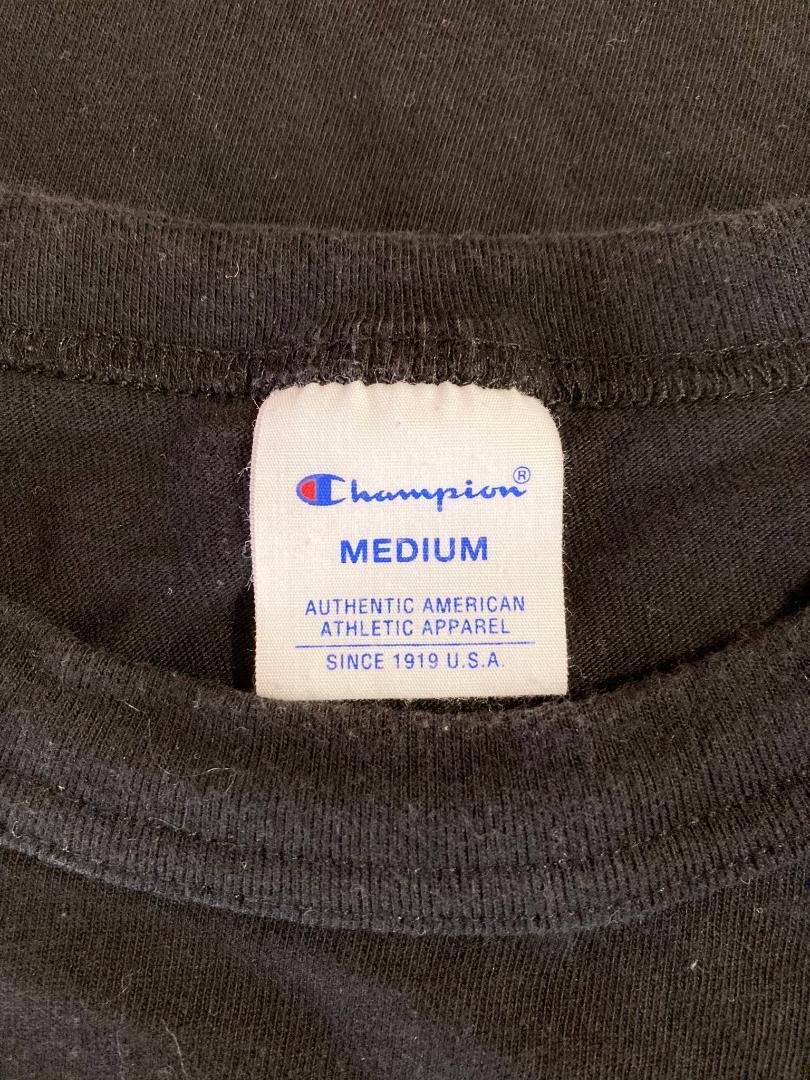 Champion®
MEDIUM
AUTHENTIC AMERICAN
ATHLETIC APPAREL
SINCE 1919 U.S.A.